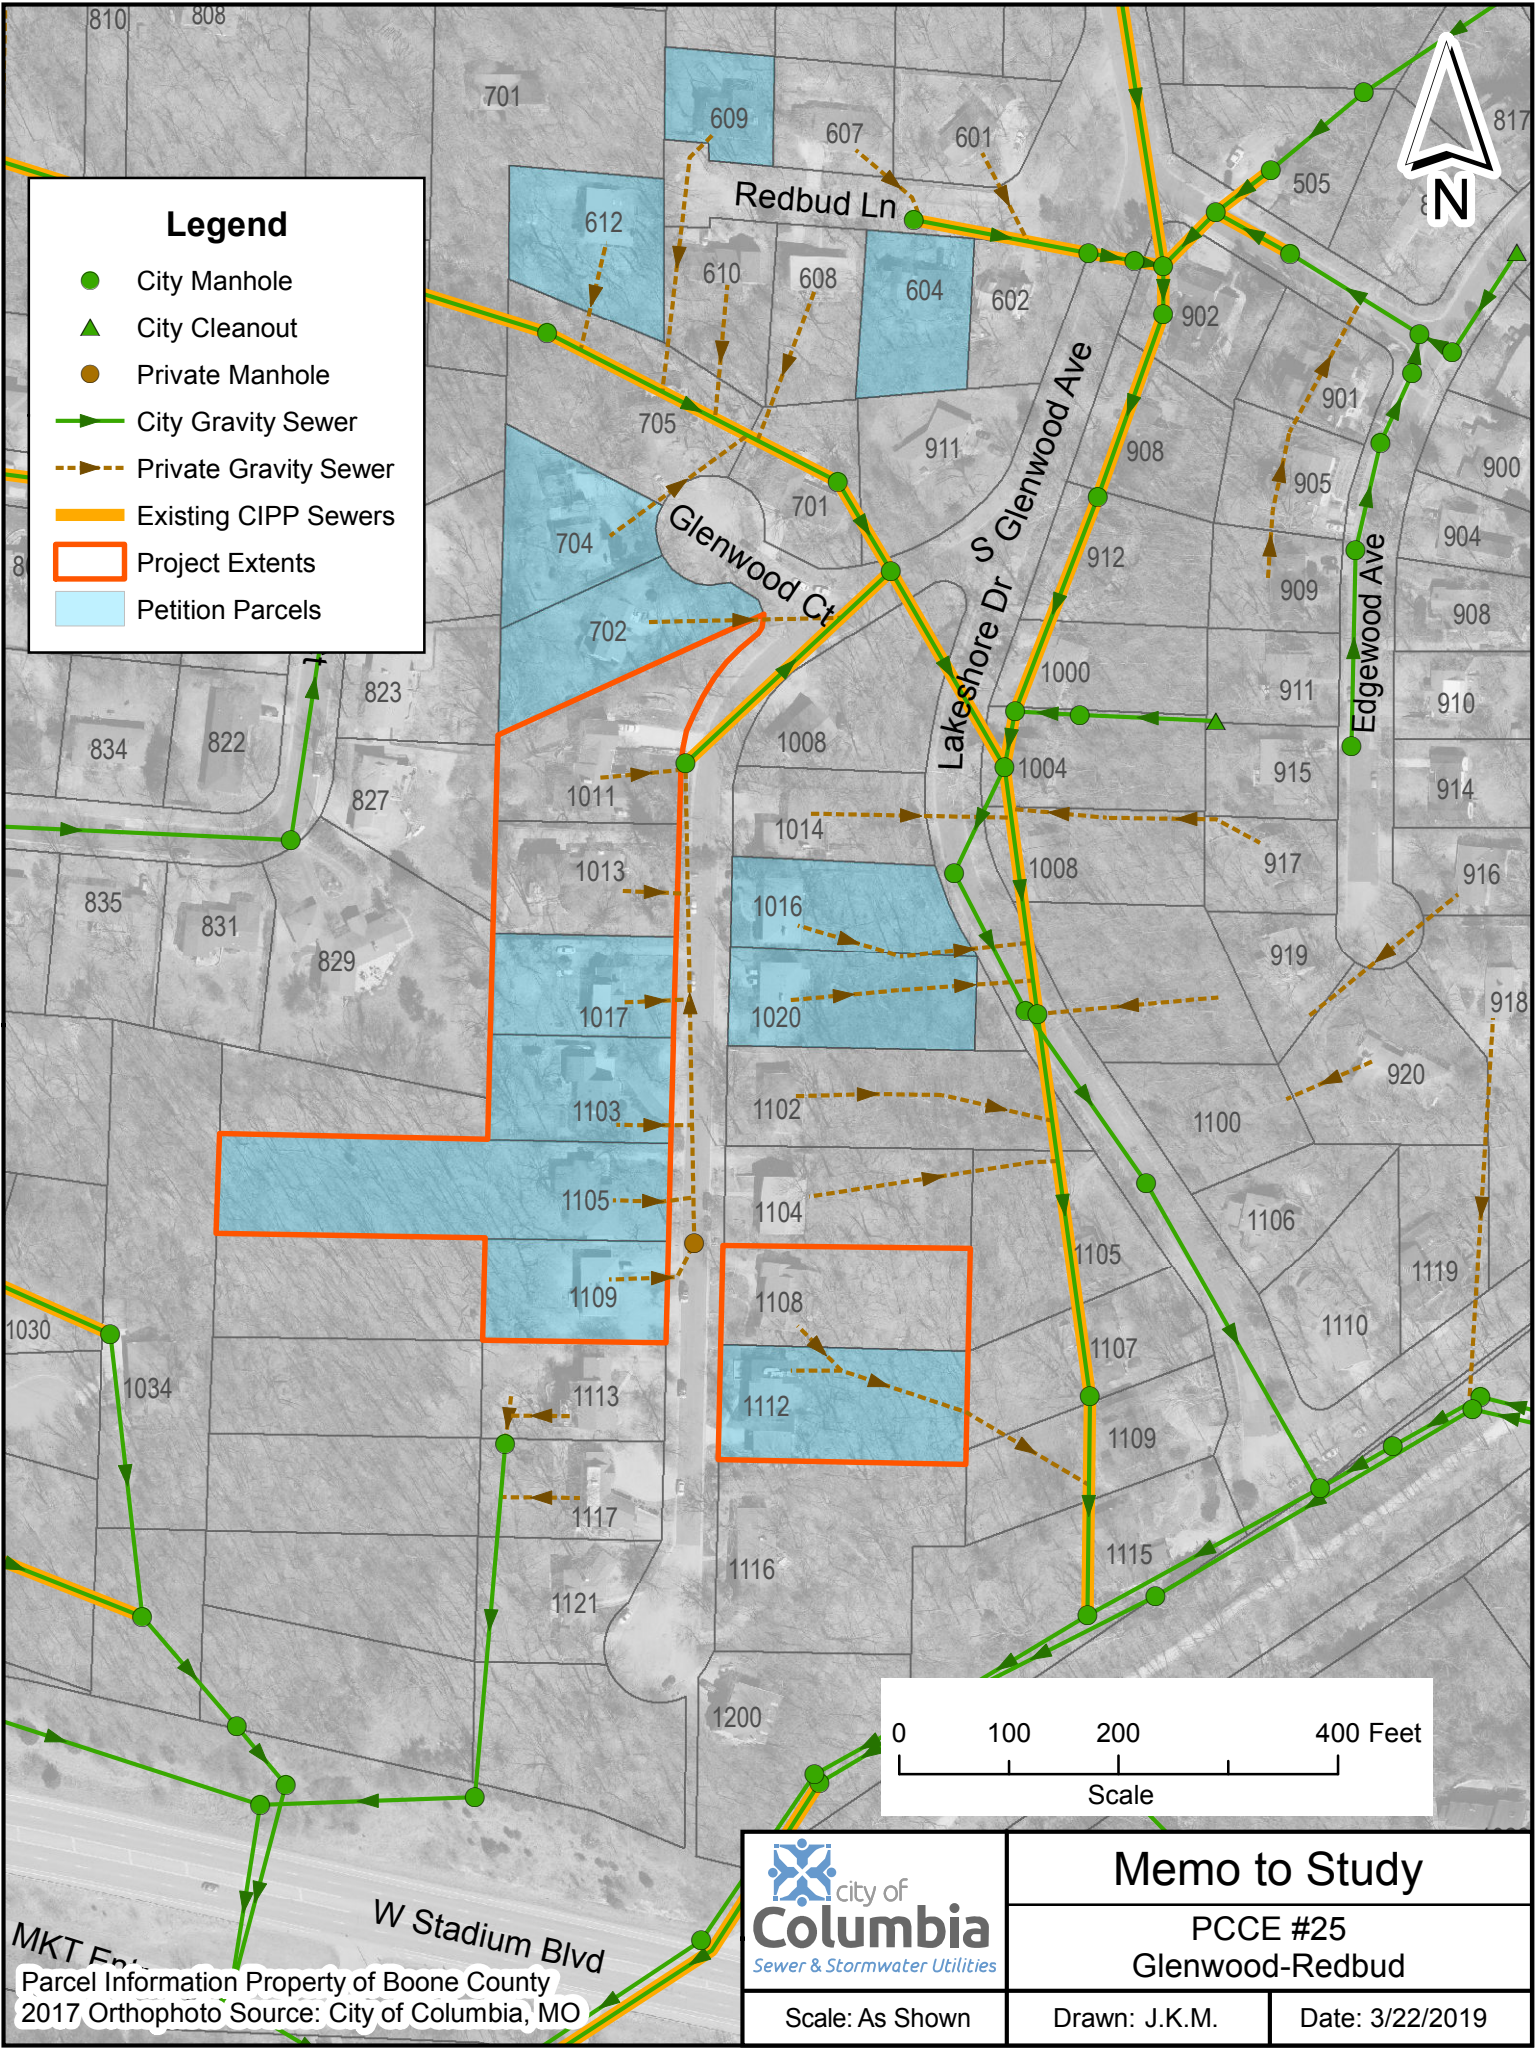 810
808
701
609
607
601
817
505
Redbud Ln
612
610
608
604
602
902
N
Legend
City Manhole
City Cleanout
Private Manhole
City Gravity Sewer
Private Gravity Sewer
Existing CIPP Sewers
Project Extents
Petition Parcels
705
911
S Glenwood Ave
908
901
905
900
904
704
701
Glenwood Ct
912
909
Edgewood Ave
908
702
Lakeshore Dr
1000
911
910
823
834
822
827
1008
1004
915
914
1011
1014
1013
1008
917
916
835
831
829
1016
919
1017
1020
918
1103
1102
920
1100
1105
1104
1106
1105
1109
1108
1119
1110
1030
1034
1107
1113
1112
1109
1117
1116
1115
1121
1200
0 100 200 400 Feet
Scale
W Stadium Blvd
MKT
Parcel Information Property of Boone County
2017 Orthophoto Source: City of Columbia, MO
city of
Columbia
Sewer & Stormwater Utilities
Memo to Study
PCCE #25
Glenwood-Redbud
Scale: As Shown
Drawn: J.K.M.
Date: 3/22/2019